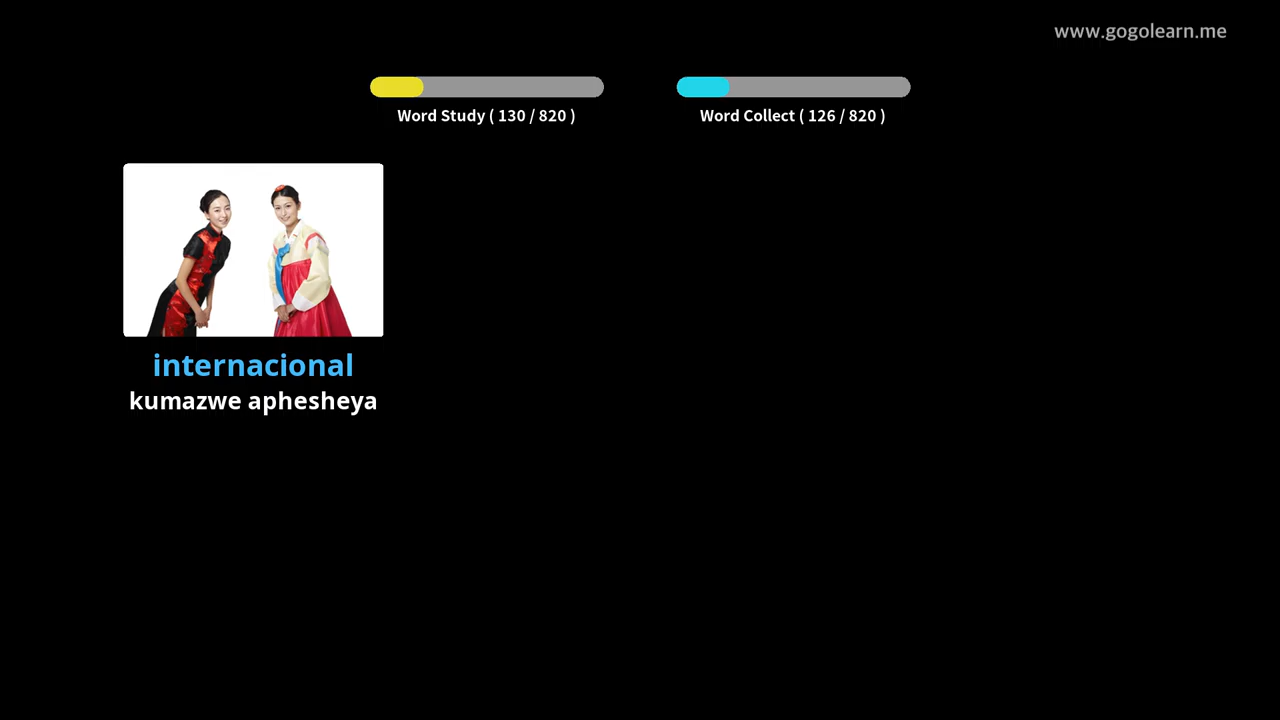 www.gogolearn.me
Word Study ( 130 / 820 )
Word Collect ( 126 / 820 )
internacional
kumazwe aphesheya